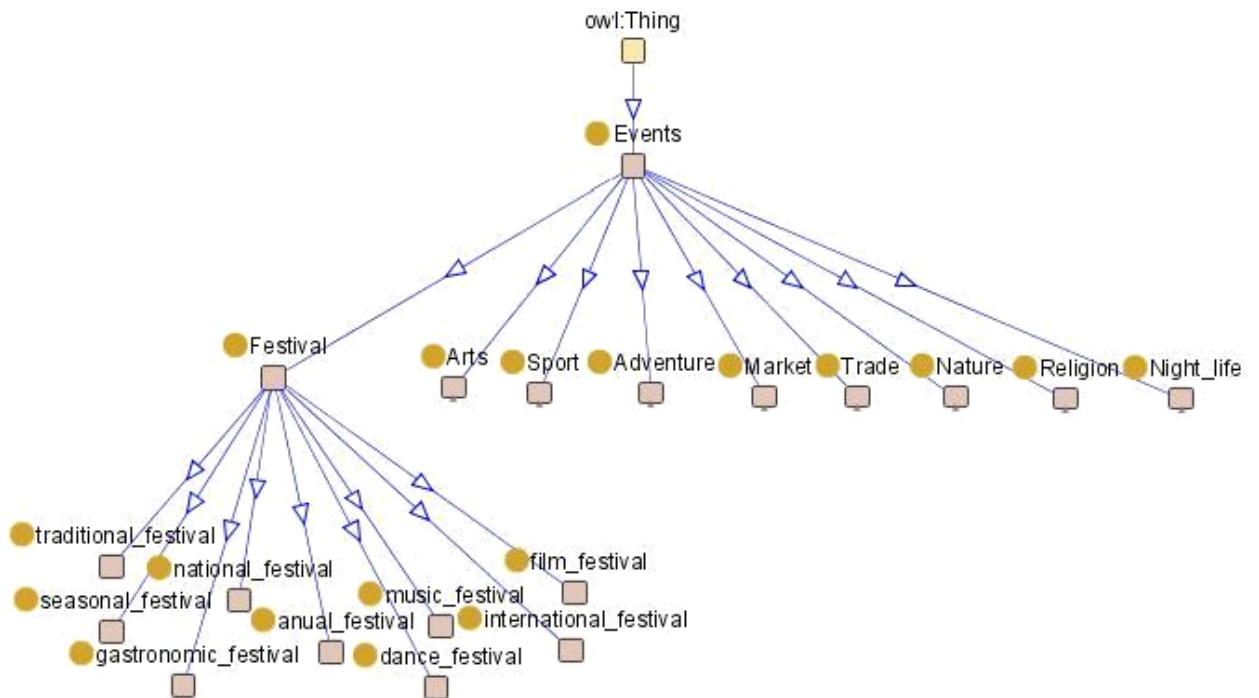 owl:Thing
Events
Festival
Arts
Sport
Adventure
Market
Trade
Nature
Religion
Night_life
traditional_festival
national_festival
film_festival
seasonal_festival
music_festival
anual_festival
international_festival
gastronomic_festival
dance_festival